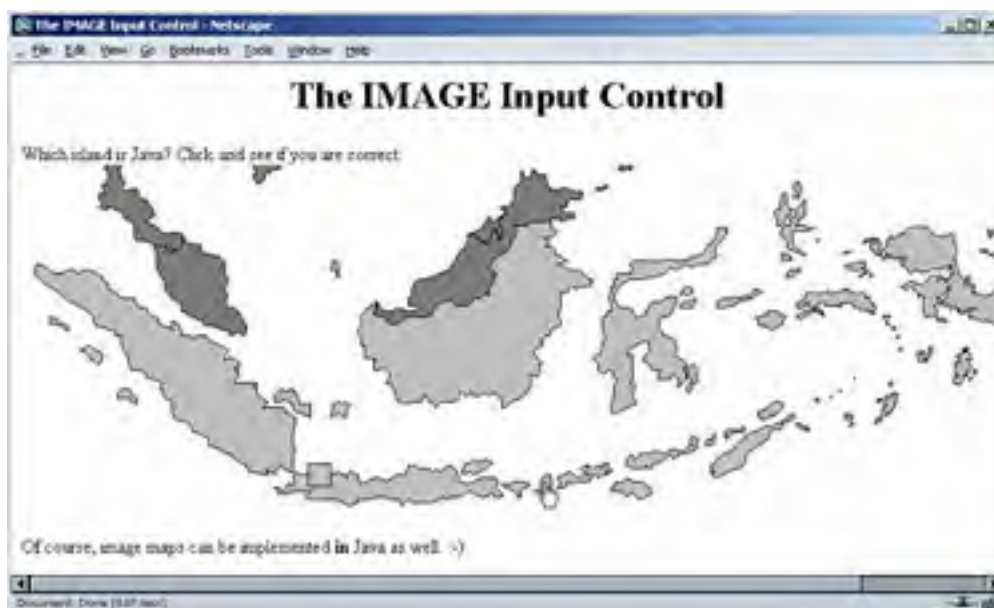 The IMAGE Input Control - Netscape
File Edit View Go Bookmarks Tools Window Help
The IMAGE Input Control
Which island is Java? Click and see if you are correct.
Of course, image maps can be implemented in Java as well. :-)
Document: Done